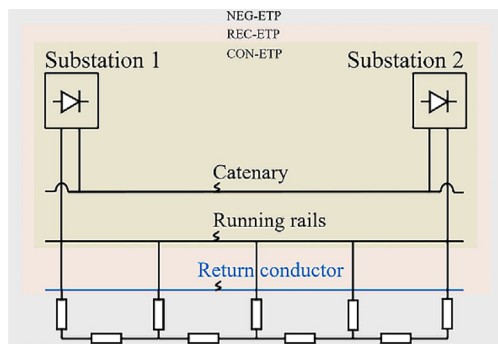 NEG-ETP
REC-ETP
CON-ETP
Substation 1
Substation 2
Catenary
Running rails
Return conductor